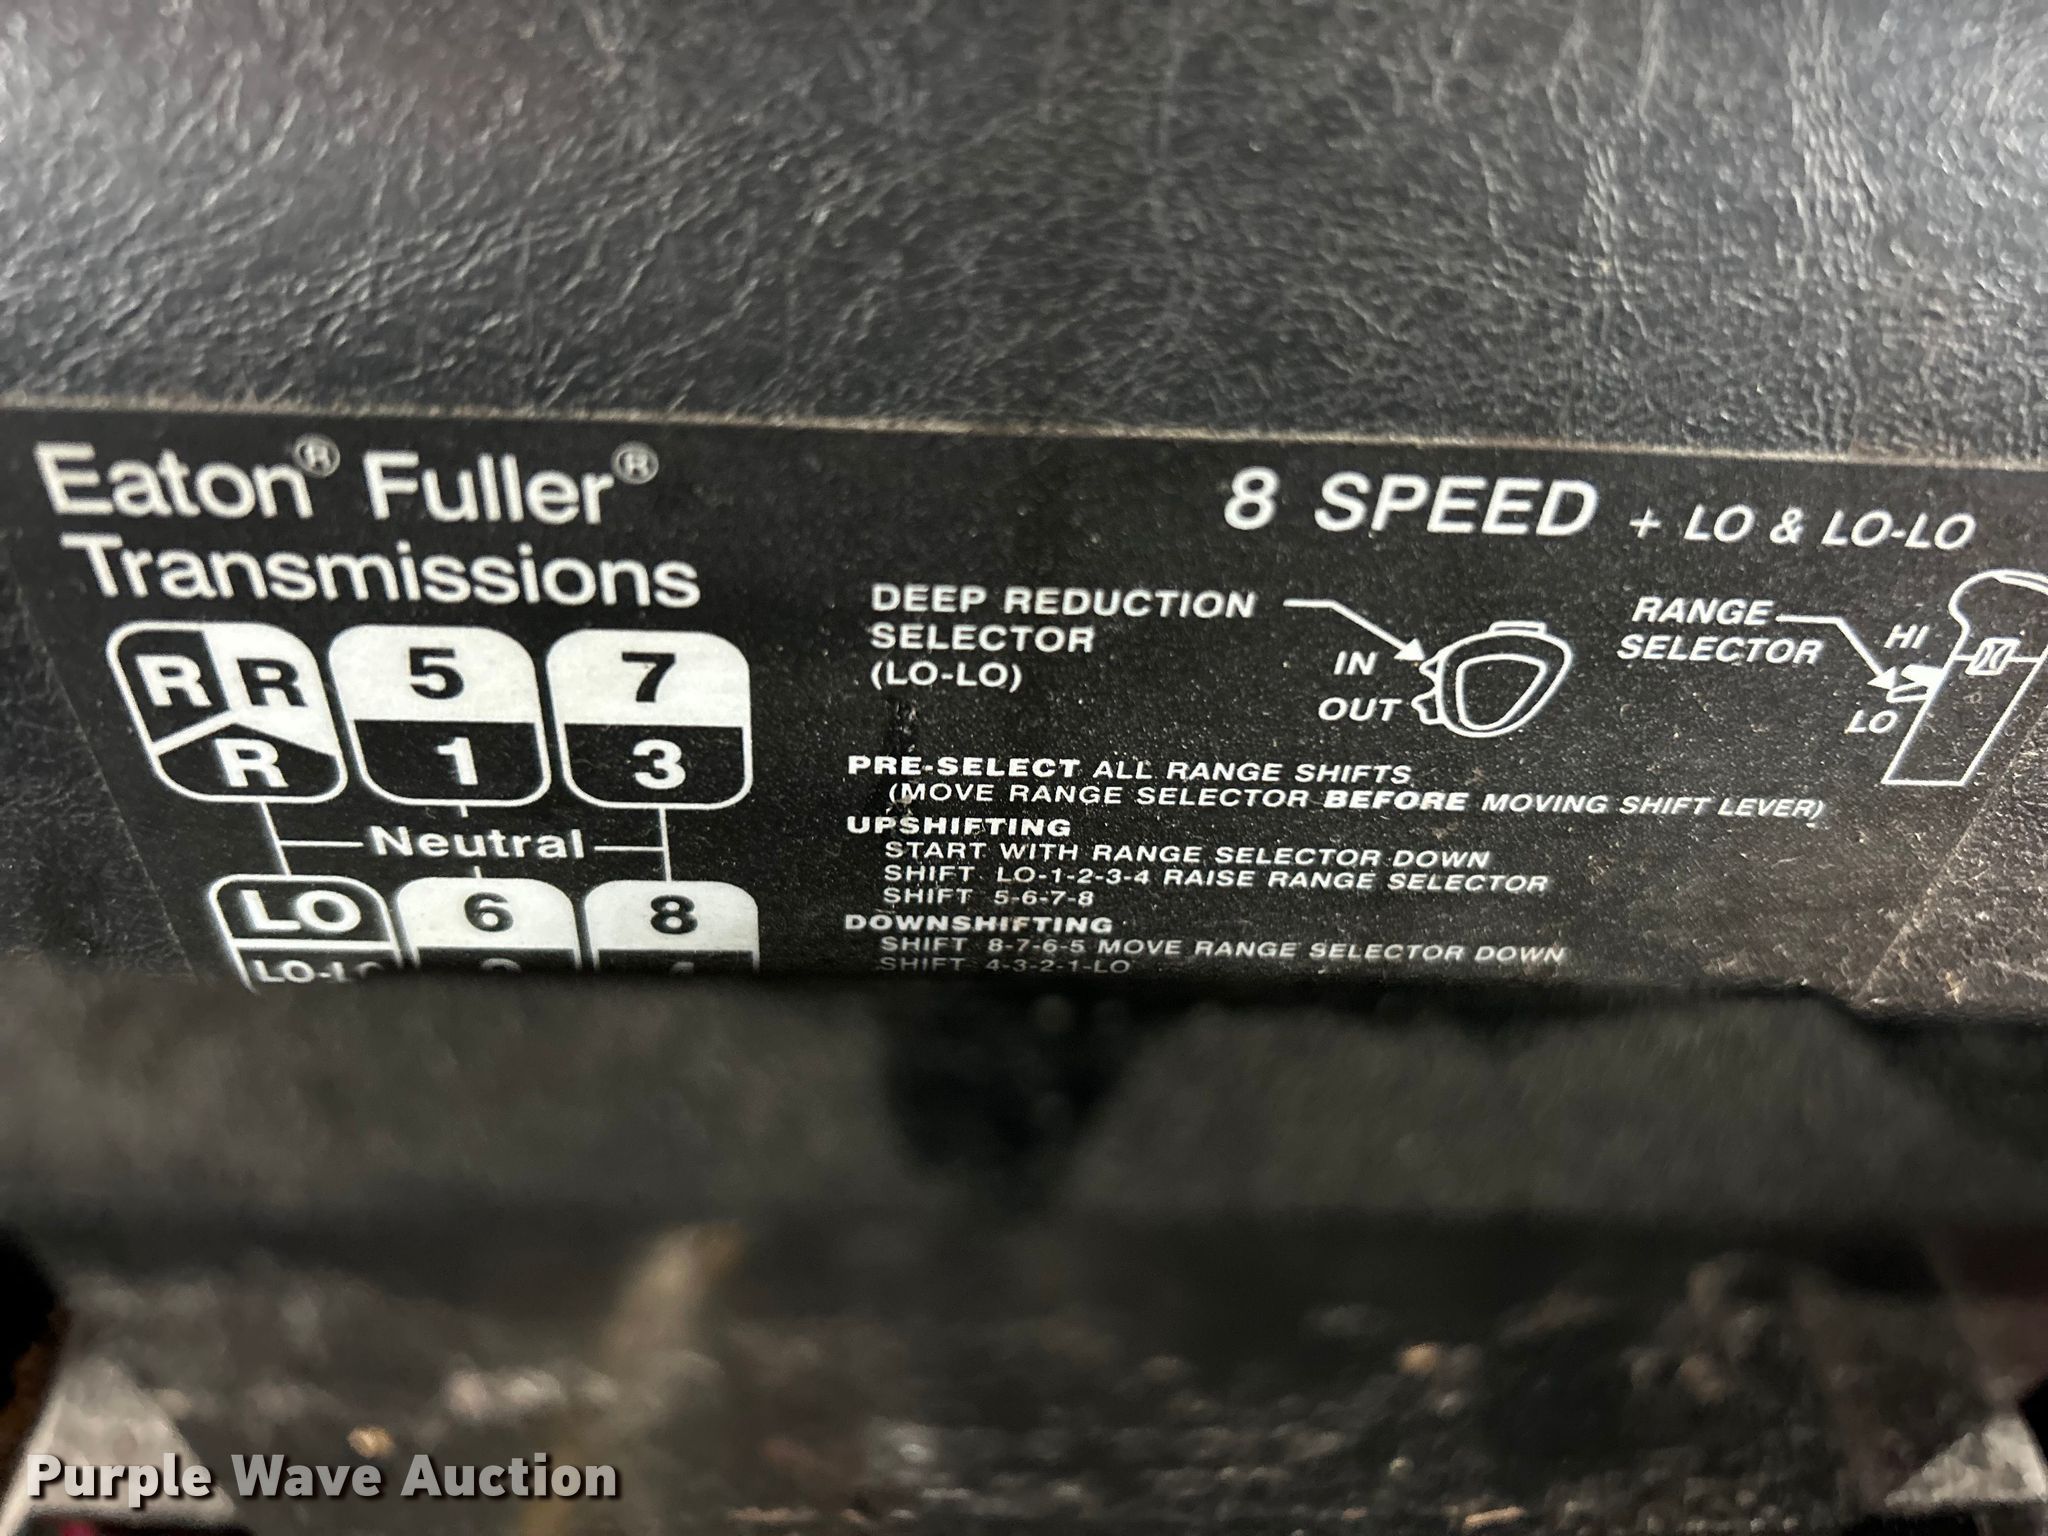 Eaton® Fuller®
Transmissions
8 SPEED + LO & LO-LO
R R 5 7
R 1 3
Neutral
LO 6 8
LO-LO
DEEP REDUCTION
SELECTOR
(LO-LO)
IN
OUT
RANGE
SELECTOR
HI
LO
PRE-SELECT ALL RANGE SHIFTS
(MOVE RANGE SELECTOR BEFORE MOVING SHIFT LEVER)
UPSHIFTING
START WITH RANGE SELECTOR DOWN
SHIFT LO-1-2-3-4 RAISE RANGE SELECTOR
SHIFT 5-6-7-8
DOWNSHIFTING
SHIFT 8-7-6-5 MOVE RANGE SELECTOR DOWN
SHIFT 4-3-2-1-LO
Purple Wave Auction